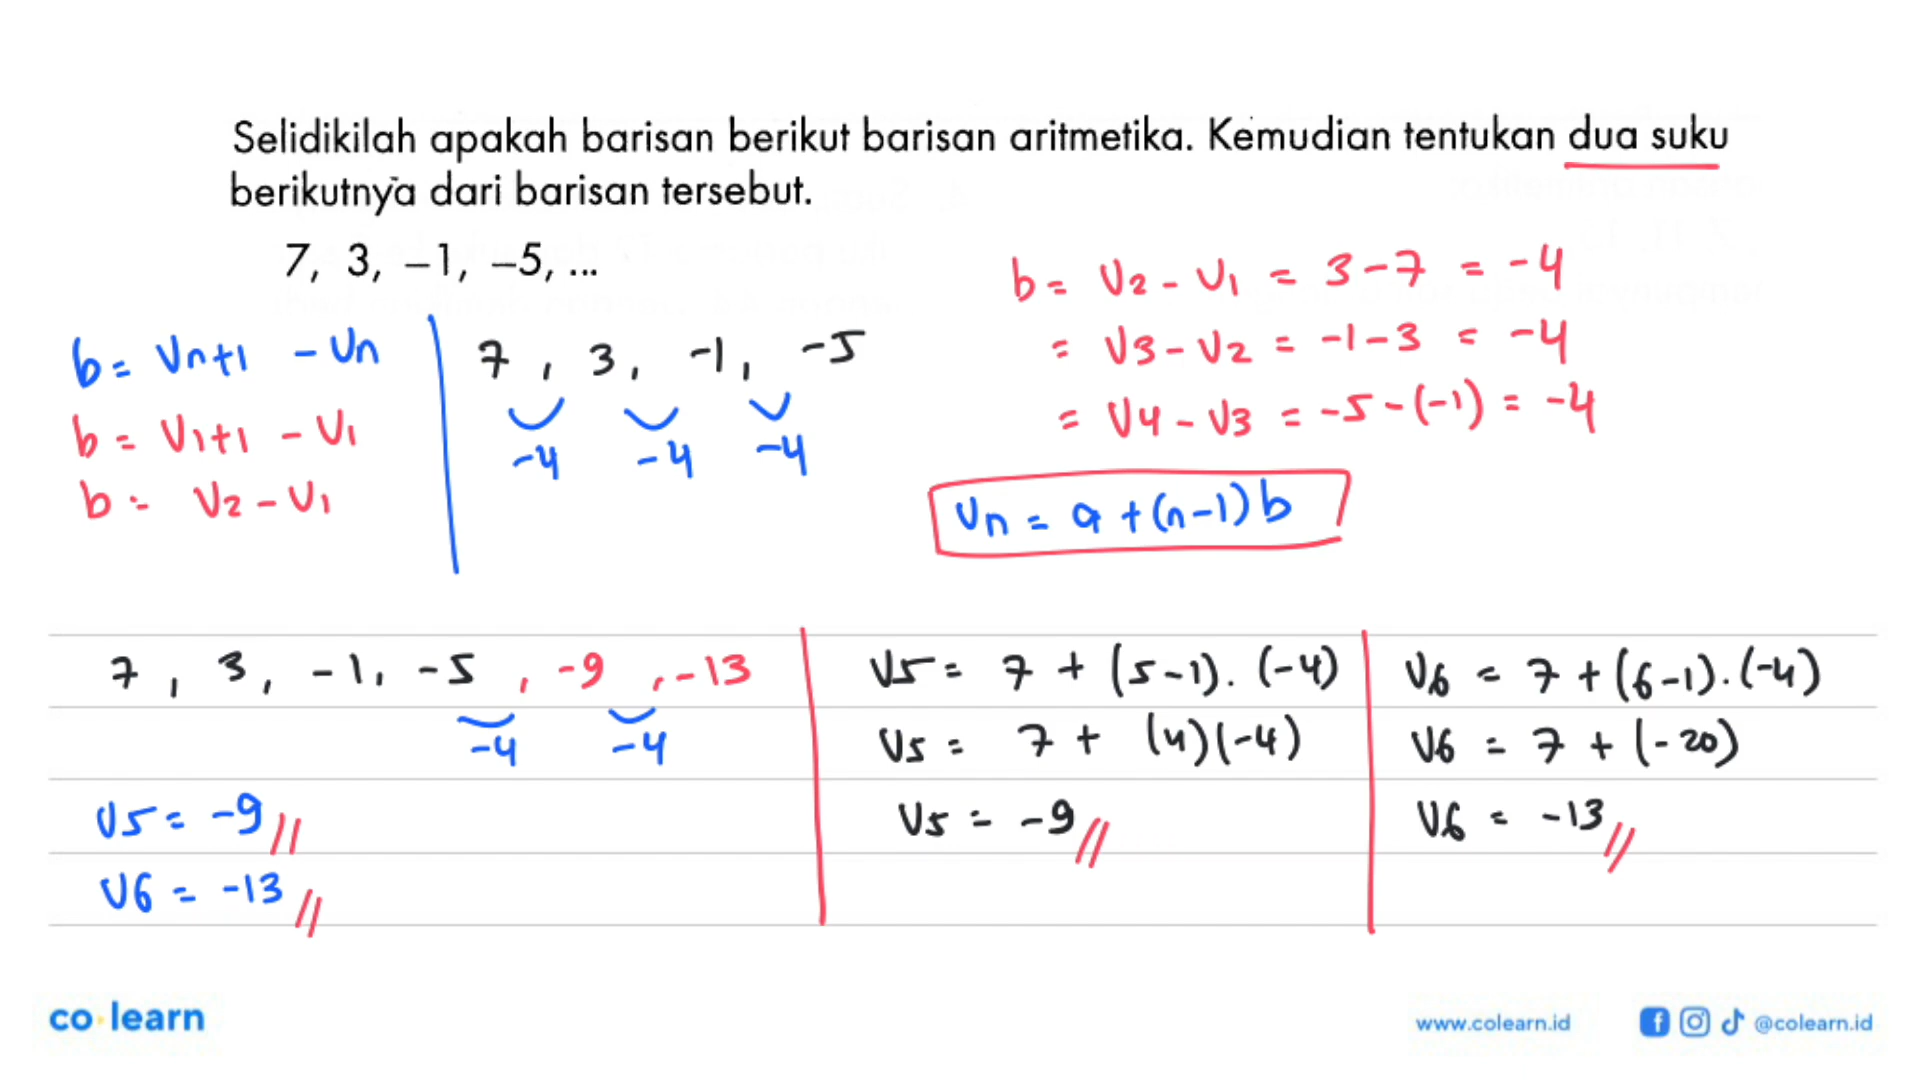 Selidikilah apakah barisan berikut barisan aritmetika. Kemudian tentukan dua suku
berikutnya dari barisan tersebut.
7, 3, –1, –5, ...
b = Un+1 - Un
b = U1+1 - U1
b = U2 - U1
7 , 3 , -1 , -5
-4 -4 -4
b = U2 - U1 = 3 - 7 = -4
= U3 - U2 = -1 - 3 = -4
= U4 - U3 = -5 - (-1) = -4
Un = a + (n-1) b
7 , 3 , -1 , -5 , -9 , -13
-4 -4
U5 = -9 //
U6 = -13 //
U5 = 7 + (5-1) . (-4)
U5 = 7 + (4)(-4)
U5 = -9 //
U6 = 7 + (6-1) . (-4)
U6 = 7 + (-20)
U6 = -13 //
co learn
www.colearn.id
@colearn.id